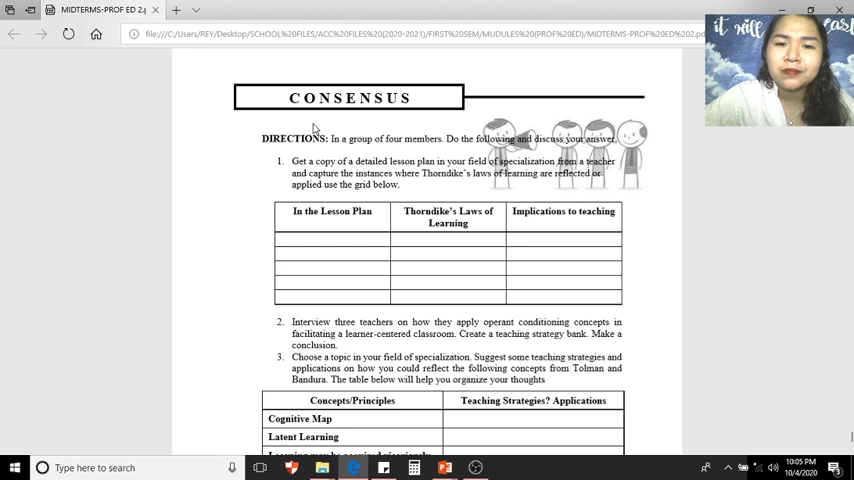 MIDTERMS-PROF ED 2.p
it will
file:///C:/Users/REY/Desktop/SCHOOL%20FILES/ACC%20FILES%20(2020-2021)/FIRST%20SEM/MUDULES%20(PROF%20ED)/MIDTERMS-PROF%20ED%202.pd
CONSENSUS
DIRECTIONS: In a group of four members. Do the following and discuss your answer.
1. Get a copy of a detailed lesson plan in your field of specialization from a teacher
and capture the instances where Thorndike's laws of learning are reflected or
applied use the grid below.
In the Lesson Plan Thorndike's Laws of Implications to teaching
Learning
2. Interview three teachers on how they apply operant conditioning concepts in
facilitating a learner-centered classroom. Create a teaching strategy bank. Make a
conclusion.
3. Choose a topic in your field of specialization. Suggest some teaching strategies and
applications on how you could reflect the following concepts from Tolman and
Bandura. The table below will help you organize your thoughts
Concepts/Principles Teaching Strategies? Applications
Cognitive Map
Latent Learning
Learning may be acquired vicariously
Type here to search
10:05 PM
10/4/2020